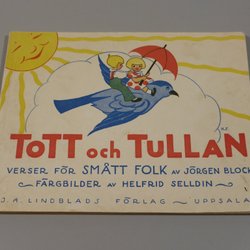 TOTT och TULLAN
VERSER FÖR SMÅTT FOLK AV JÖRGEN BLOCK
FÄRGBILDER AV HELFRID SELLDIN
J.A. LINDBLADS FÖRLAG - UPPSALA